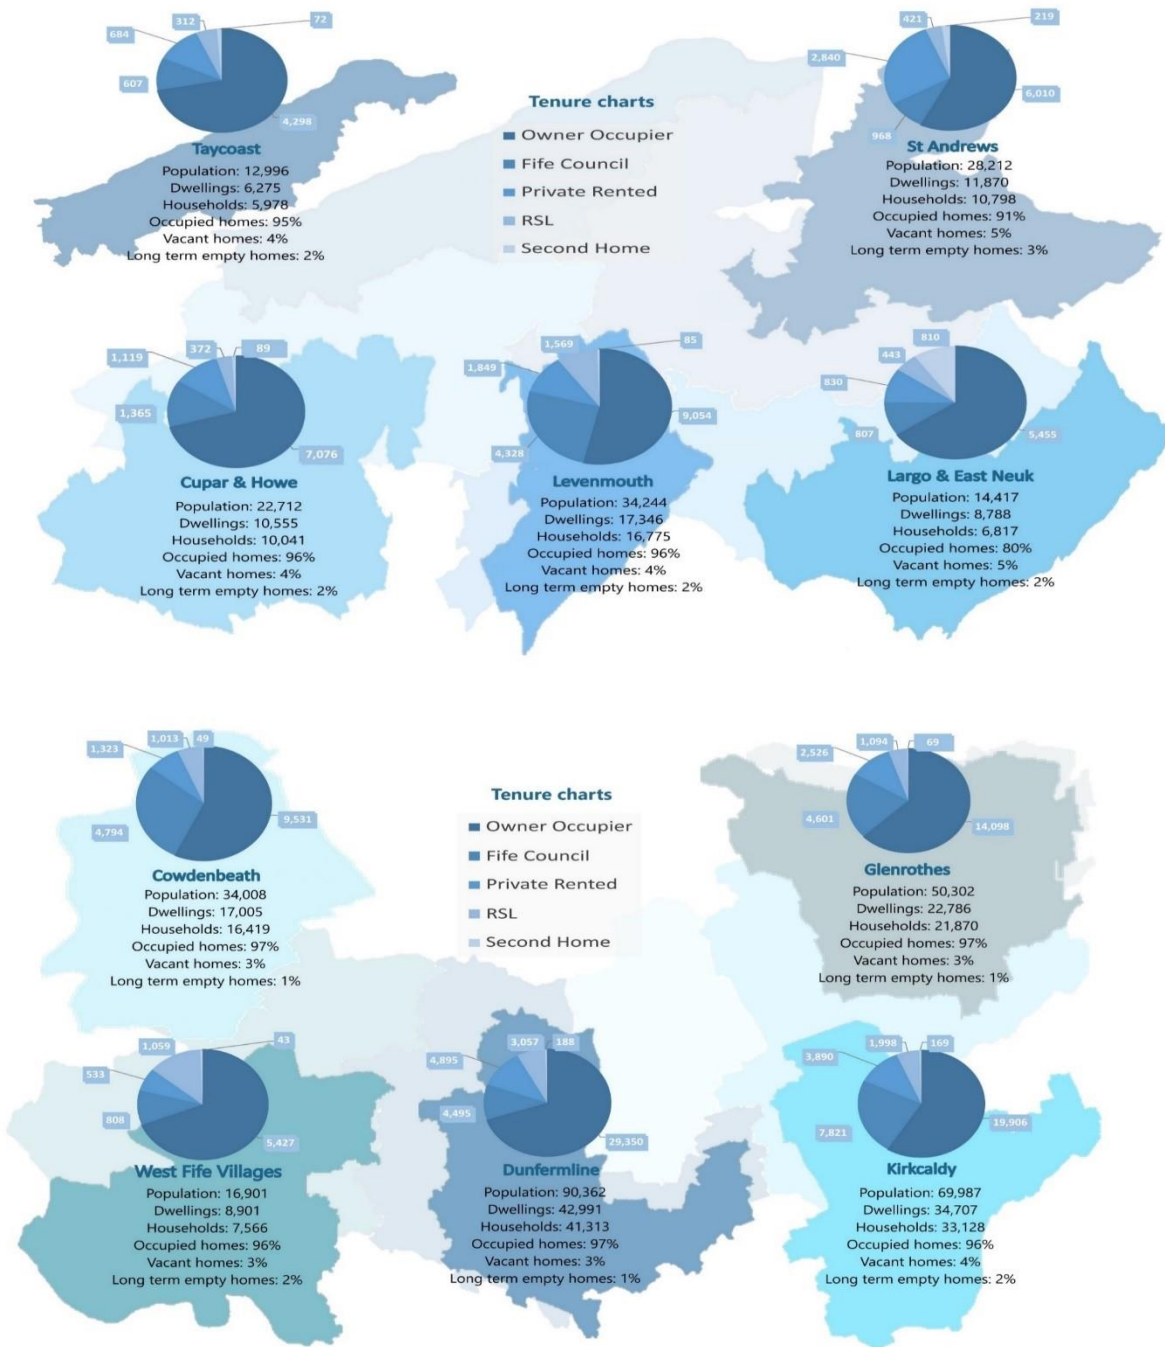 312
72
684
607
4,298
Taycoast
Population: 12,996
Dwellings: 6,275
Households: 5,978
Occupied homes: 95%
Vacant homes: 4%
Long term empty homes: 2%
Tenure charts
Owner Occupier
Fife Council
Private Rented
RSL
Second Home
421
219
2,840
6,010
968
St Andrews
Population: 28,212
Dwellings: 11,870
Households: 10,798
Occupied homes: 91%
Vacant homes: 5%
Long term empty homes: 3%
372
89
1,119
1,365
7,076
Cupar & Howe
Population: 22,712
Dwellings: 10,555
Households: 10,041
Occupied homes: 96%
Vacant homes: 4%
Long term empty homes: 2%
1,569
85
1,849
9,054
4,328
Levenmouth
Population: 34,244
Dwellings: 17,346
Households: 16,775
Occupied homes: 96%
Vacant homes: 4%
Long term empty homes: 2%
810
443
830
807
5,455
Largo & East Neuk
Population: 14,417
Dwellings: 8,788
Households: 6,817
Occupied homes: 80%
Vacant homes: 5%
Long term empty homes: 2%
1,013
49
1,323
4,794
9,531
Cowdenbeath
Population: 34,008
Dwellings: 17,005
Households: 16,419
Occupied homes: 97%
Vacant homes: 3%
Long term empty homes: 1%
Tenure charts
Owner Occupier
Fife Council
Private Rented
RSL
Second Home
1,094
69
2,526
4,601
14,098
Glenrothes
Population: 50,302
Dwellings: 22,786
Households: 21,870
Occupied homes: 97%
Vacant homes: 3%
Long term empty homes: 1%
1,059
43
533
808
5,427
West Fife Villages
Population: 16,901
Dwellings: 8,901
Households: 7,566
Occupied homes: 96%
Vacant homes: 3%
Long term empty homes: 2%
3,057
188
4,895
4,495
29,350
Dunfermline
Population: 90,362
Dwellings: 42,991
Households: 41,313
Occupied homes: 97%
Vacant homes: 3%
Long term empty homes: 1%
1,998
169
3,890
7,821
19,906
Kirkcaldy
Population: 69,987
Dwellings: 34,707
Households: 33,128
Occupied homes: 96%
Vacant homes: 4%
Long term empty homes: 2%